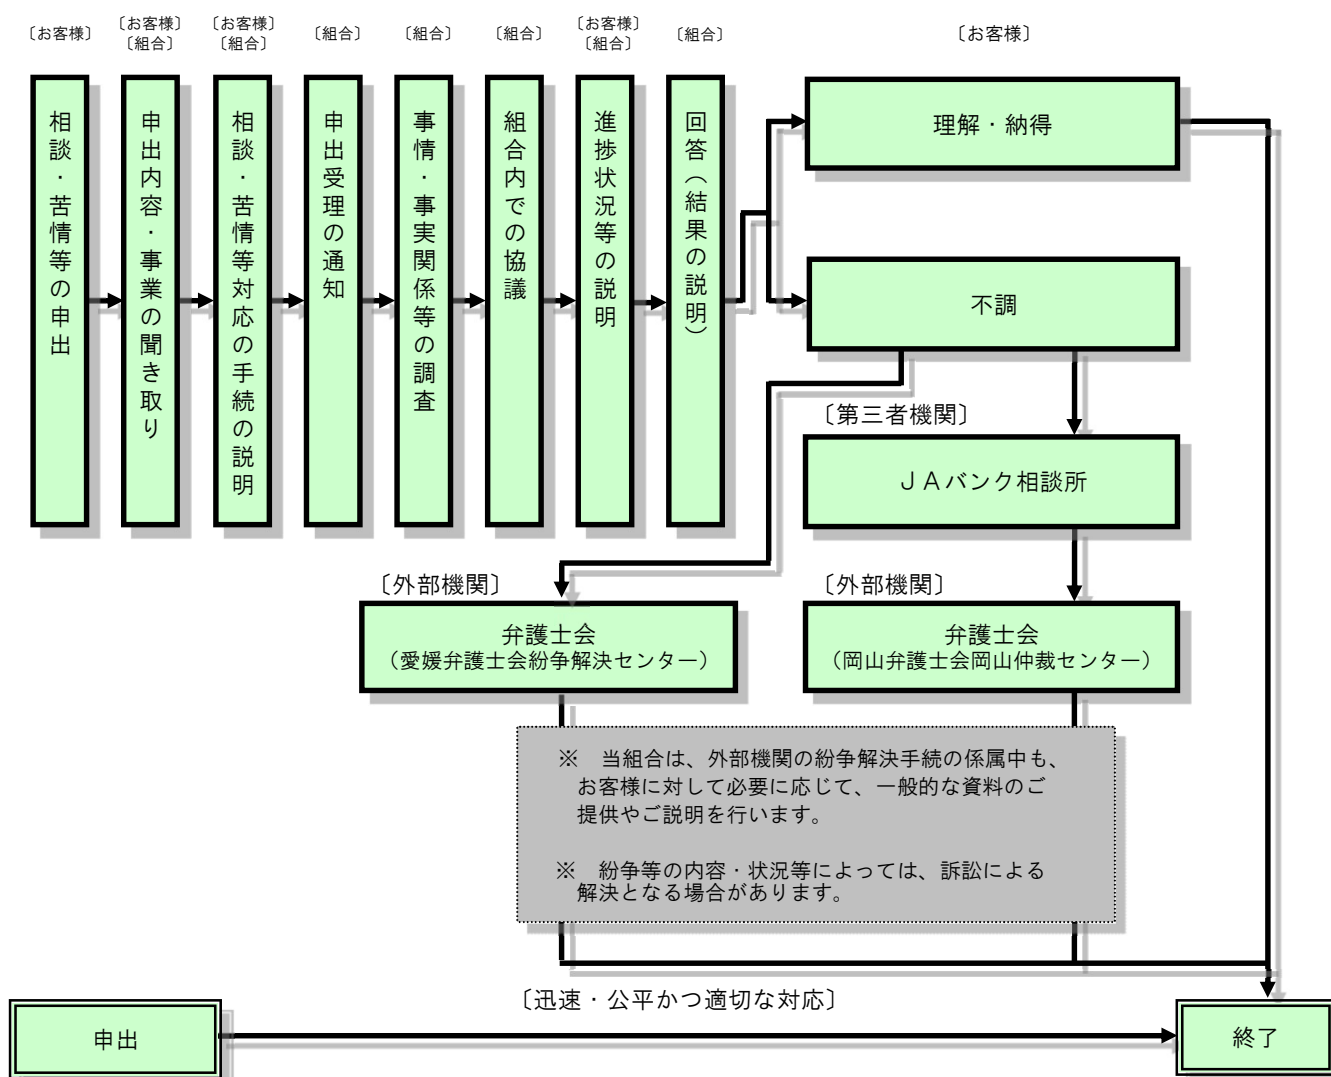 〔お客様〕
〔お客様〕
〔組合〕
〔お客様〕
〔組合〕
〔組合〕
〔組合〕
〔組合〕
〔お客様〕
〔組合〕
〔組合〕
〔お客様〕
相談・苦情等の申出
申出内容・事業の聞き取り
相談・苦情等対応の手続の説明
申出受理の通知
事情・事実関係等の調査
組合内での協議
進捗状況等の説明
回答（結果の説明）
理解・納得
不調
〔第三者機関〕
ＪＡバンク相談所
〔外部機関〕
弁護士会
（愛媛弁護士会紛争解決センター）
〔外部機関〕
弁護士会
（岡山弁護士会岡山仲裁センター）
※　当組合は、外部機関の紛争解決手続の係属中も、
お客様に対して必要に応じて、一般的な資料のご
提供やご説明を行います。
※　紛争等の内容・状況等によっては、訴訟による
解決となる場合があります。
〔迅速・公平かつ適切な対応〕
申出
終了